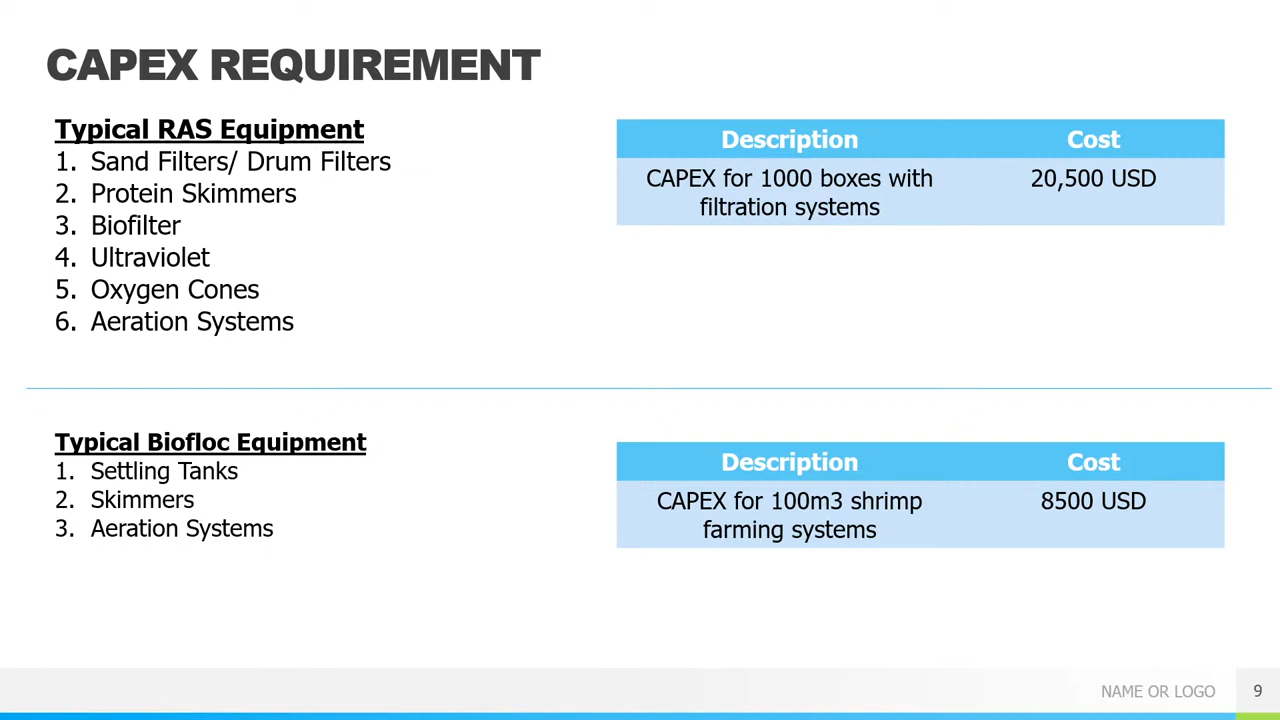 CAPEX REQUIREMENT
Typical RAS Equipment
1. Sand Filters/ Drum Filters
2. Protein Skimmers
3. Biofilter
4. Ultraviolet
5. Oxygen Cones
6. Aeration Systems
Description Cost
CAPEX for 1000 boxes with 20,500 USD
filtration systems
Typical Biofloc Equipment
1. Settling Tanks
2. Skimmers
3. Aeration Systems
Description Cost
CAPEX for 100m3 shrimp 8500 USD
farming systems
NAME OR LOGO 9